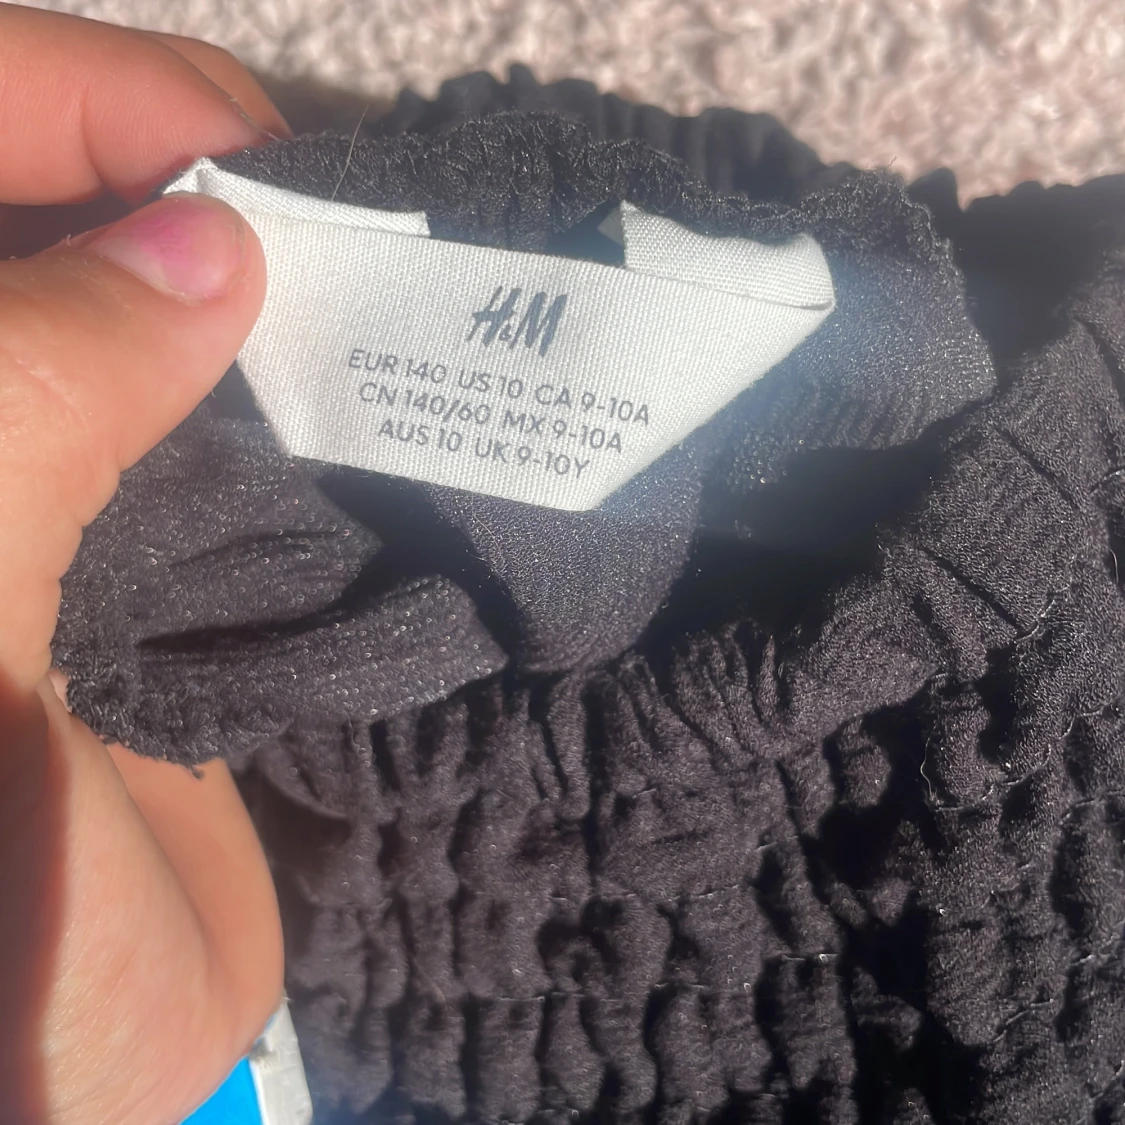 H&M
EUR 140 US 10 CA 9-10A
CN 140/60 MX 9-10A
AUS 10 UK 9-10Y